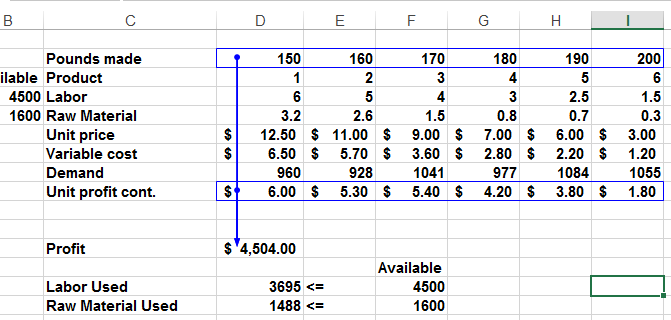 B C D E F G H I
Pounds made 150 160 170 180 190 200
ilable Product 1 2 3 4 5 6
4500 Labor 6 5 4 3 2.5 1.5
1600 Raw Material 3.2 2.6 1.5 0.8 0.7 0.3
Unit price $ 12.50 $ 11.00 $ 9.00 $ 7.00 $ 6.00 $ 3.00
Variable cost $ 6.50 $ 5.70 $ 3.60 $ 2.80 $ 2.20 $ 1.20
Demand 960 928 1041 977 1084 1055
Unit profit cont. $ 6.00 $ 5.30 $ 5.40 $ 4.20 $ 3.80 $ 1.80
Profit $ 4,504.00
Available
Labor Used 3695 <= 4500
Raw Material Used 1488 <= 1600